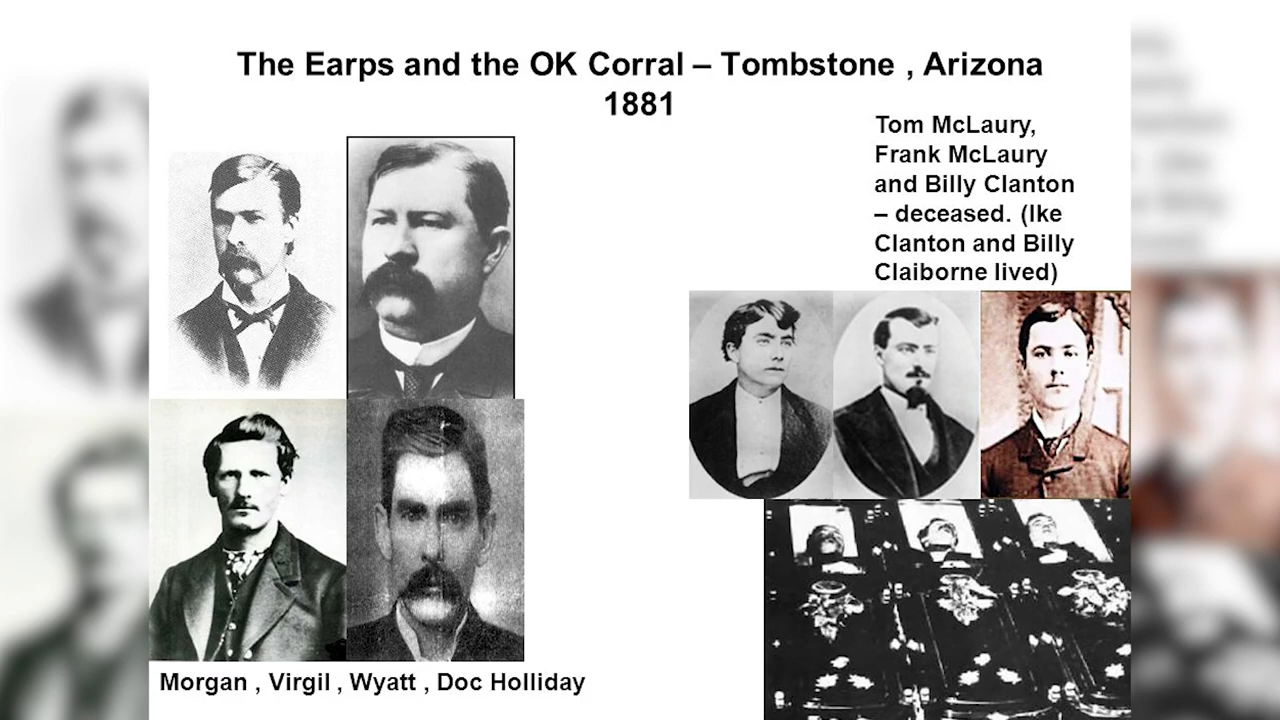 The Earps and the OK Corral – Tombstone , Arizona
1881
Tom McLaury,
Frank McLaury
and Billy Clanton
– deceased. (Ike
Clanton and Billy
Claiborne lived)
Morgan , Virgil , Wyatt , Doc Holliday